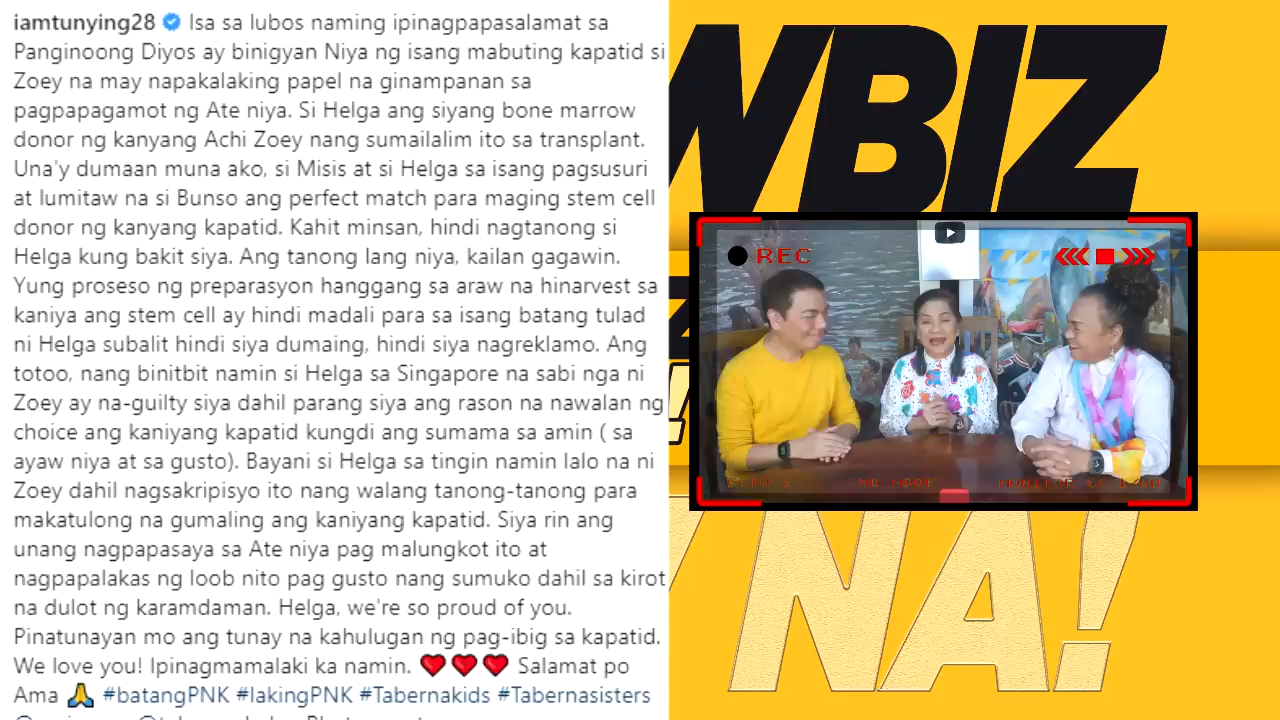 iamtunying28 Isa sa lubos naming ipinagpapasalamat sa
Panginoong Diyos ay binigyan Niya ng isang mabuting kapatid si
Zoey na may napakalaking papel na ginampanan sa
pagpapagamot ng Ate niya. Si Helga ang siyang bone marrow
donor ng kanyang Achi Zoey nang sumailalim ito sa transplant.
Una'y dumaan muna ako, si Misis at si Helga sa isang pagsusuri
at lumitaw na si Bunso ang perfect match para maging stem cell
donor ng kanyang kapatid. Kahit minsan, hindi nagtanong si
Helga kung bakit siya. Ang tanong lang niya, kailan gagawin.
Yung proseso ng preparasyon hanggang sa araw na hinarvest sa
kaniya ang stem cell ay hindi madali para sa isang batang tulad
ni Helga subalit hindi siya dumaing, hindi siya nagreklamo. Ang
totoo, nang binitbit namin si Helga sa Singapore na sabi nga ni
Zoey ay na-guilty siya dahil parang siya ang rason na nawalan ng
choice ang kaniyang kapatid kungdi ang sumama sa amin ( sa
ayaw niya at sa gusto). Bayani si Helga sa tingin namin lalo na ni
Zoey dahil nagsakripisyo ito nang walang tanong-tanong para
makatulong na gumaling ang kaniyang kapatid. Siya rin ang
unang nagpapasaya sa Ate niya pag malungkot ito at
nagpapalakas ng loob nito pag gusto nang sumuko dahil sa kirot
na dulot ng karamdaman. Helga, we're so proud of you.
Pinatunayan mo ang tunay na kahulugan ng pag-ibig sa kapatid.
We love you! Ipinagmamalaki ka namin. ❤❤❤ Salamat po
Ama 🙏 #batangPNK #lakingPNK #Tabernakids #Tabernasisters
WBIZ
REC
NA!